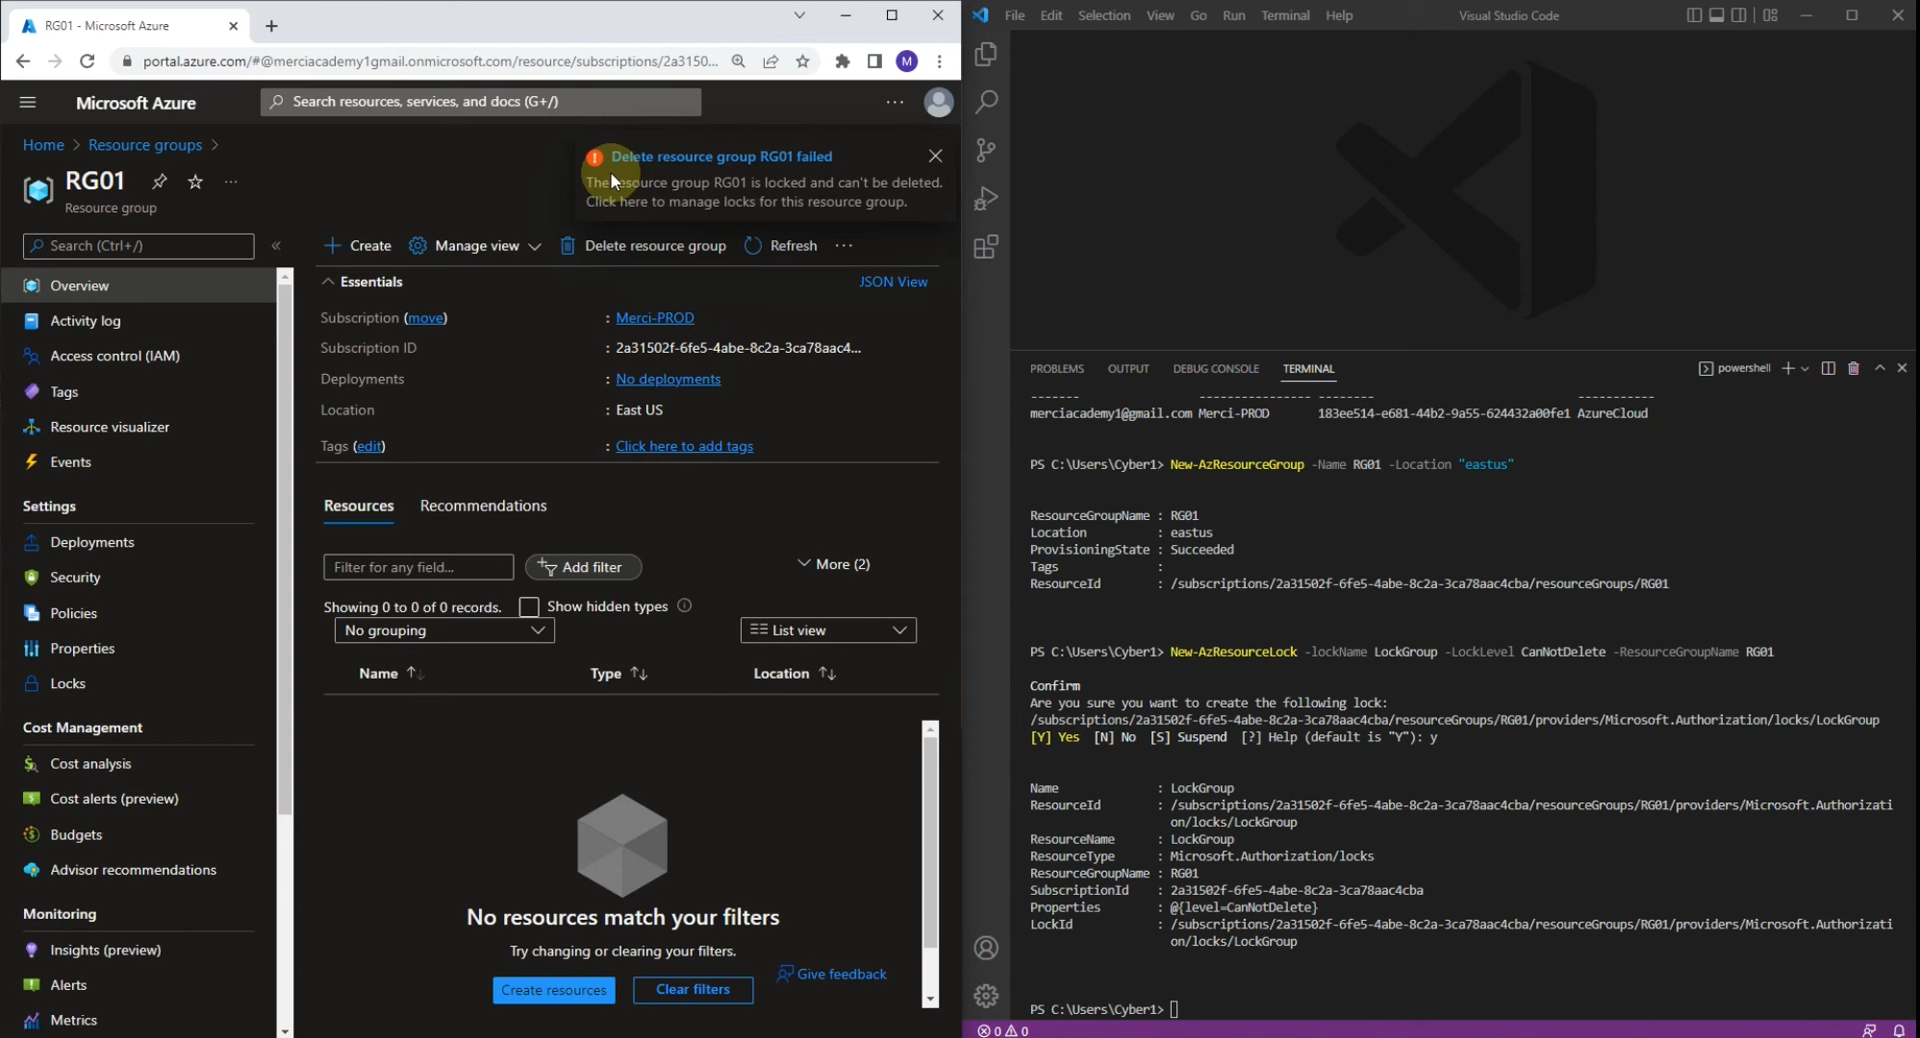 RG01 - Microsoft Azure
portal.azure.com/#@merciacademy1gmail.onmicrosoft.com/resource/subscriptions/2a3150...
M
Microsoft Azure
Search resources, services, and docs (G+/)
Home > Resource groups >
RG01
Resource group
Delete resource group RG01 failed
The resource group RG01 is locked and can't be deleted.
Click here to manage locks for this resource group.
Search (Ctrl+/)
Create
Manage view
Delete resource group
Refresh
Overview
Activity log
Access control (IAM)
Tags
Resource visualizer
Events
Settings
Deployments
Security
Policies
Properties
Locks
Cost Management
Cost analysis
Cost alerts (preview)
Budgets
Advisor recommendations
Monitoring
Insights (preview)
Alerts
Metrics
Essentials
JSON View
Subscription (move) : Merci-PROD
Subscription ID : 2a31502f-6fe5-4abe-8c2a-3ca78aac4...
Deployments : No deployments
Location : East US
Tags (edit) : Click here to add tags
Resources
Recommendations
Filter for any field...
Add filter
More (2)
Showing 0 to 0 of 0 records.
Show hidden types
No grouping
List view
Name
Type
Location
No resources match your filters
Try changing or clearing your filters.
Create resources
Clear filters
Give feedback
File Edit Selection View Go Run Terminal Help
Visual Studio Code
PROBLEMS OUTPUT DEBUG CONSOLE TERMINAL
powershell
------- ---------------- -------- -----------
merciacademy1@gmail.com Merci-PROD 183ee514-e681-44b2-9a55-624432a00fe1 AzureCloud
PS C:\Users\Cyber1> New-AzResourceGroup -Name RG01 -Location "eastus"
ResourceGroupName : RG01
Location : eastus
ProvisioningState : Succeeded
Tags :
ResourceId : /subscriptions/2a31502f-6fe5-4abe-8c2a-3ca78aac4cba/resourceGroups/RG01
PS C:\Users\Cyber1> New-AzResourceLock -lockName LockGroup -LockLevel CanNotDelete -ResourceGroupName RG01
Confirm
Are you sure you want to create the following lock:
/subscriptions/2a31502f-6fe5-4abe-8c2a-3ca78aac4cba/resourceGroups/RG01/providers/Microsoft.Authorization/locks/LockGroup
[Y] Yes [N] No [S] Suspend [?] Help (default is "Y"): y
Name : LockGroup
ResourceId : /subscriptions/2a31502f-6fe5-4abe-8c2a-3ca78aac4cba/resourceGroups/RG01/providers/Microsoft.Authorizati
on/locks/LockGroup
ResourceName : LockGroup
ResourceType : Microsoft.Authorization/locks
ResourceGroupName : RG01
SubscriptionId : 2a31502f-6fe5-4abe-8c2a-3ca78aac4cba
Properties : @{level=CanNotDelete}
LockId : /subscriptions/2a31502f-6fe5-4abe-8c2a-3ca78aac4cba/resourceGroups/RG01/providers/Microsoft.Authorizati
on/locks/LockGroup
PS C:\Users\Cyber1>
0 0